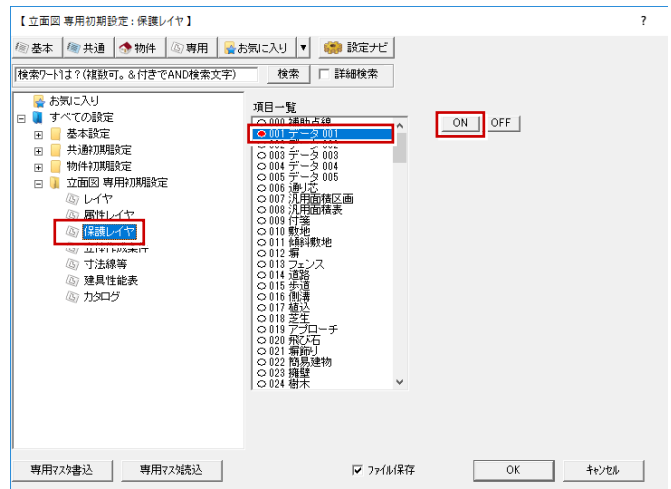 【 立面図 専用初期設定 : 保護レイヤ 】 ?
基本 共通 物件 専用 お気に入り ▼ 設定ナビ
検索ワードは？(複数可。&付きでAND検索文字) 検索 詳細検索
お気に入り
すべての設定
基本設定
共通初期設定
物件初期設定
立面図 専用初期設定
レイヤ
属性レイヤ
保護レイヤ
寸法線等
建具性能表
カタログ
項目一覧
000 補助点線
001 データ 001
002 データ 002
003 データ 003
004 データ 004
005 データ 005
006 通り芯
007 汎用面積区画
008 汎用面積表
009 付箋
010 敷地
011 傾斜敷地
012 塀
013 フェンス
014 道路
015 歩道
016 側溝
017 植込
018 芝生
019 アプローチ
020 飛び石
021 塀飾り
022 簡易建物
023 擁壁
024 樹木
ON OFF
専用マスタ書込 専用マスタ読込 ファイル保存 OK キャンセル